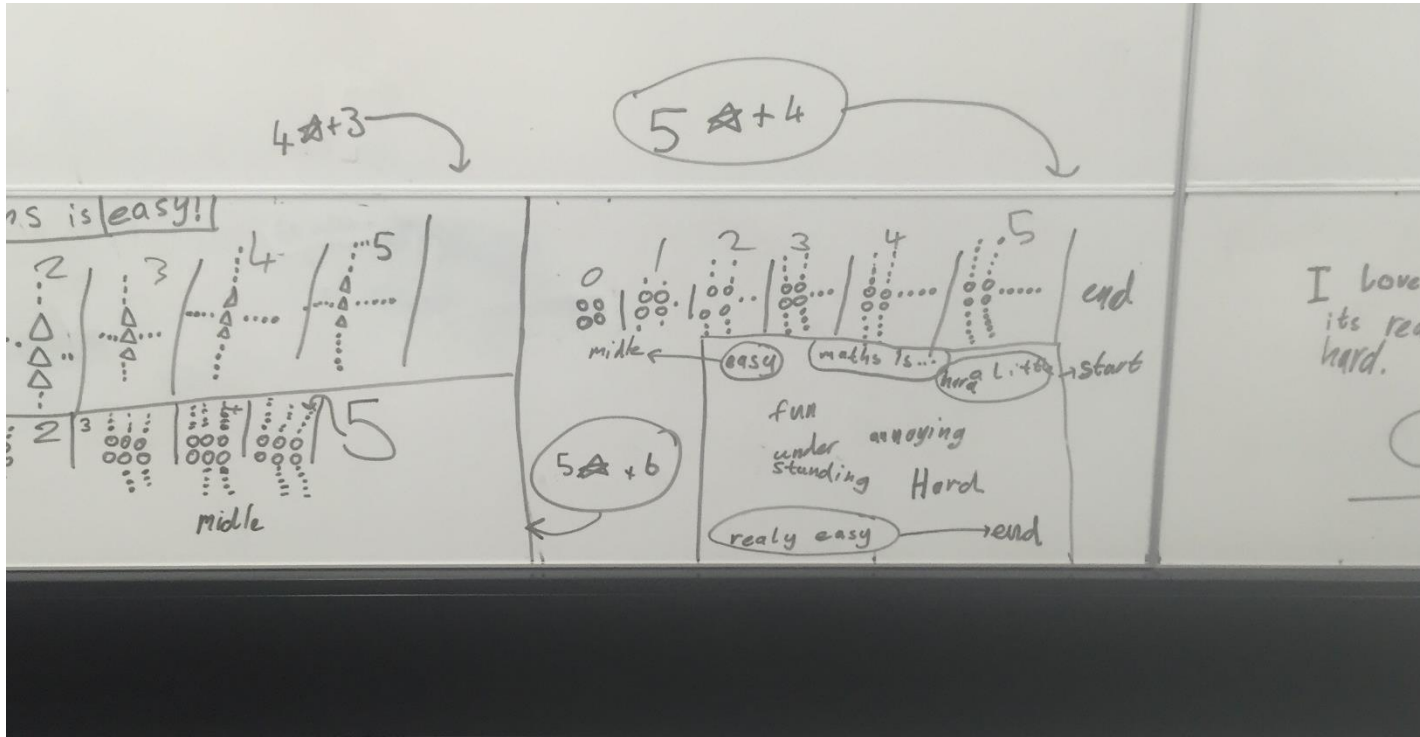 4☆+3
5 ☆+4
is easy!
2 3 4 5
2 3 5
midle
5☆+6
0 1 2 3 4 5
end
midle
easy
maths is...
hard a little
start
fun
under
standing
annoying
Hard
realy easy
end
I Love
its
hard.